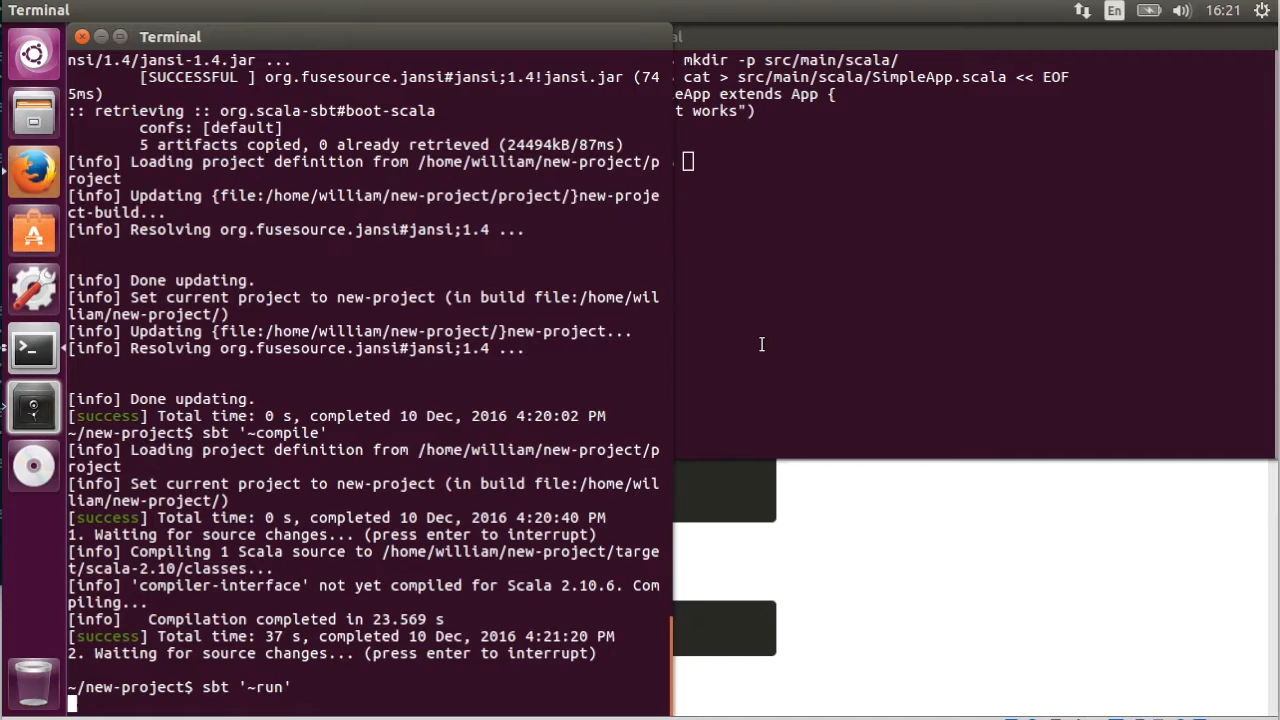 Terminal
En
16:21
Terminal
al
nsi/1.4/jansi-1.4.jar ...
[SUCCESSFUL ] org.fusesource.jansi#jansi;1.4!jansi.jar (74
5ms)
:: retrieving :: org.scala-sbt#boot-scala
confs: [default]
5 artifacts copied, 0 already retrieved (24494kB/87ms)
[info] Loading project definition from /home/william/new-project/p
roject
[info] Updating {file:/home/william/new-project/project/}new-proje
ct-build...
[info] Resolving org.fusesource.jansi#jansi;1.4 ...
[info] Done updating.
[info] Set current project to new-project (in build file:/home/wil
liam/new-project/)
[info] Updating {file:/home/william/new-project/}new-project...
[info] Resolving org.fusesource.jansi#jansi;1.4 ...
[info] Done updating.
[success] Total time: 0 s, completed 10 Dec, 2016 4:20:02 PM
~/new-project$ sbt '~compile'
[info] Loading project definition from /home/william/new-project/p
roject
[info] Set current project to new-project (in build file:/home/wil
liam/new-project/)
[success] Total time: 0 s, completed 10 Dec, 2016 4:20:40 PM
1. Waiting for source changes... (press enter to interrupt)
[info] Compiling 1 Scala source to /home/william/new-project/targe
t/scala-2.10/classes...
[info] 'compiler-interface' not yet compiled for Scala 2.10.6. Com
piling...
[info]   Compilation completed in 23.569 s
[success] Total time: 37 s, completed 10 Dec, 2016 4:21:20 PM
2. Waiting for source changes... (press enter to interrupt)
~/new-project$ sbt '~run'
mkdir -p src/main/scala/
cat > src/main/scala/SimpleApp.scala << EOF
eApp extends App {
t works")